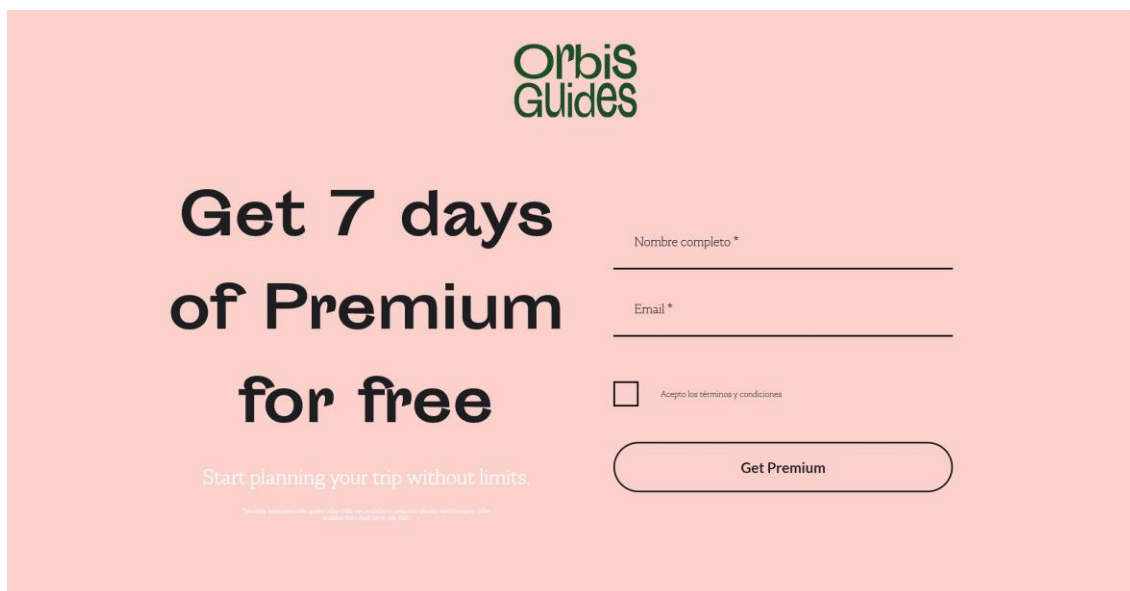 Orbis
Guides
Get 7 days
of Premium
for free
Start planning your trip without limits.
Nombre completo *
Email *
Acepto los términos y condiciones
Get Premium